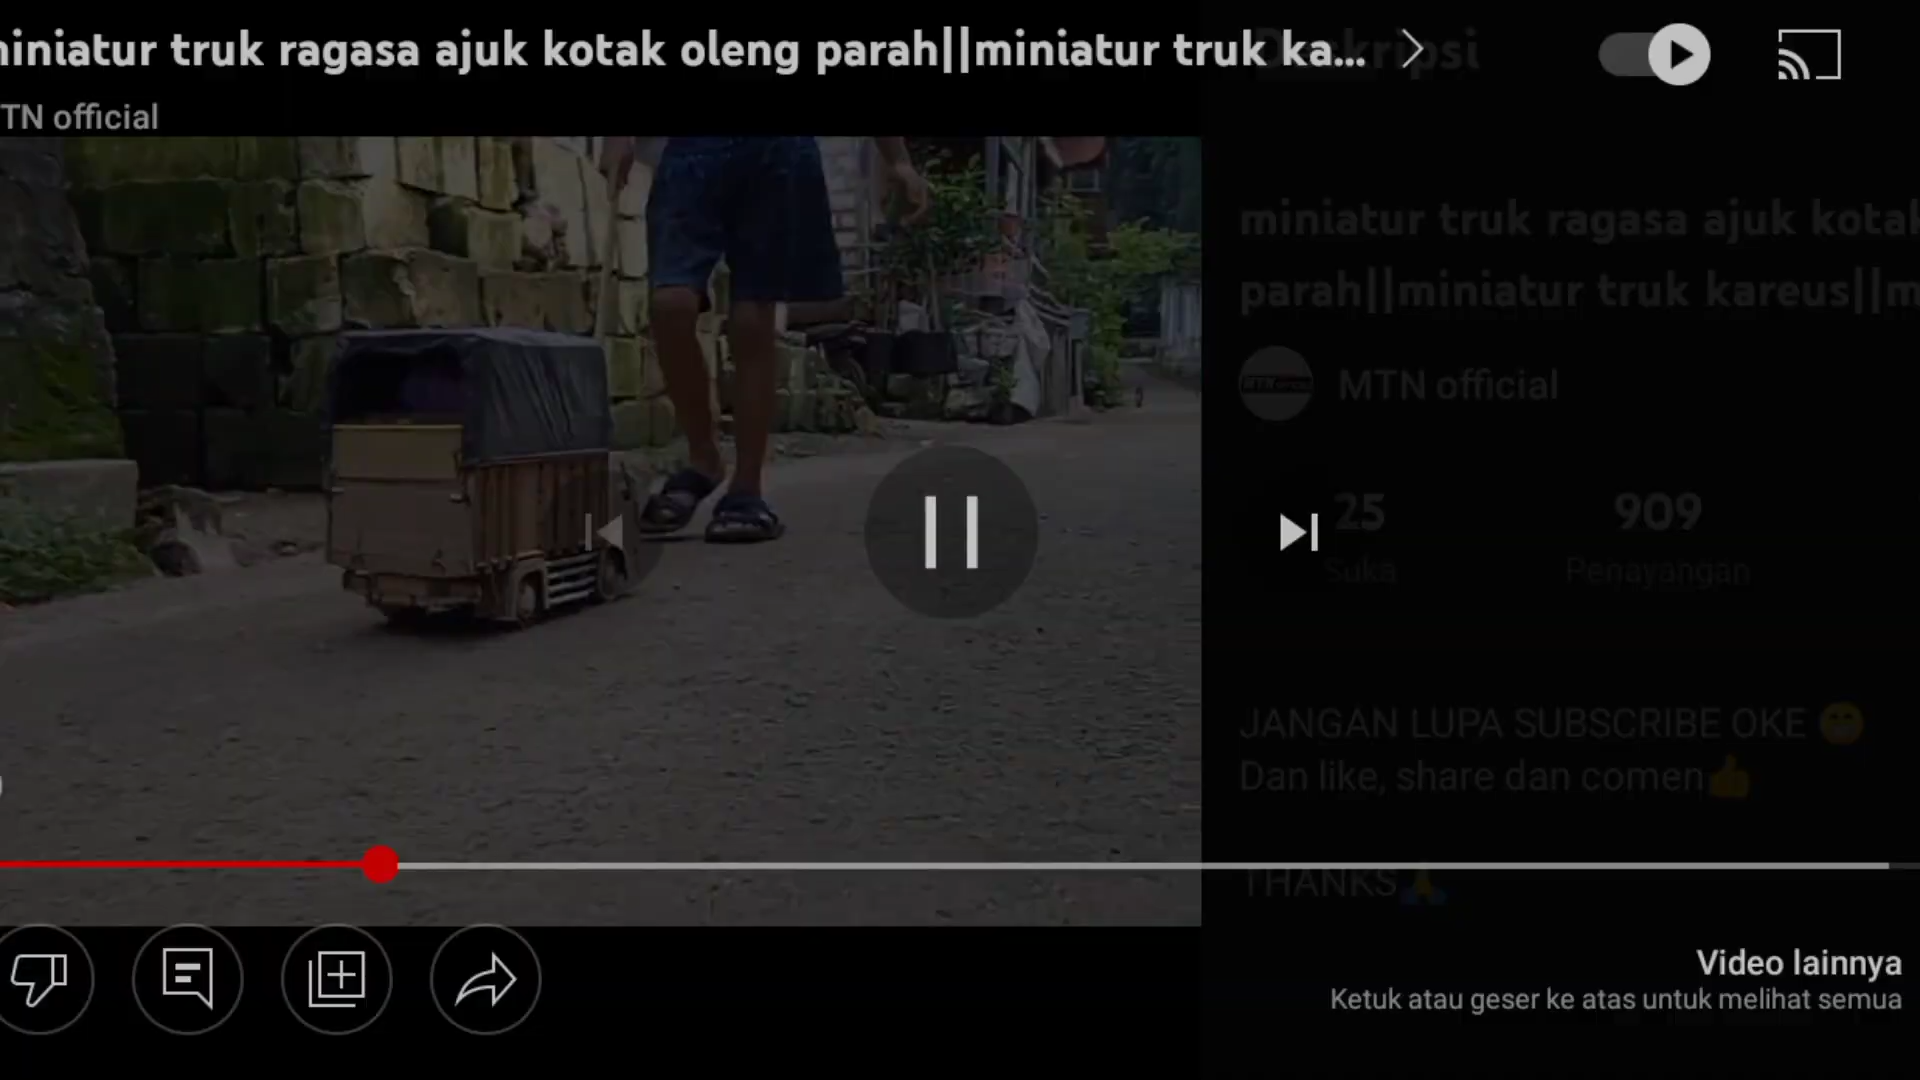 iniatur truk ragasa ajuk kotak oleng parah||miniatur truk ka...
TN official
Deskripsi
miniatur truk ragasa ajuk kotak
parah||miniatur truk kareus||m
MTN official
25
Suka
909
Penayangan
JANGAN LUPA SUBSCRIBE OKE 😁
Dan like, share dan comen👍
THANKS🙏
Video lainnya
Ketuk atau geser ke atas untuk melihat semua